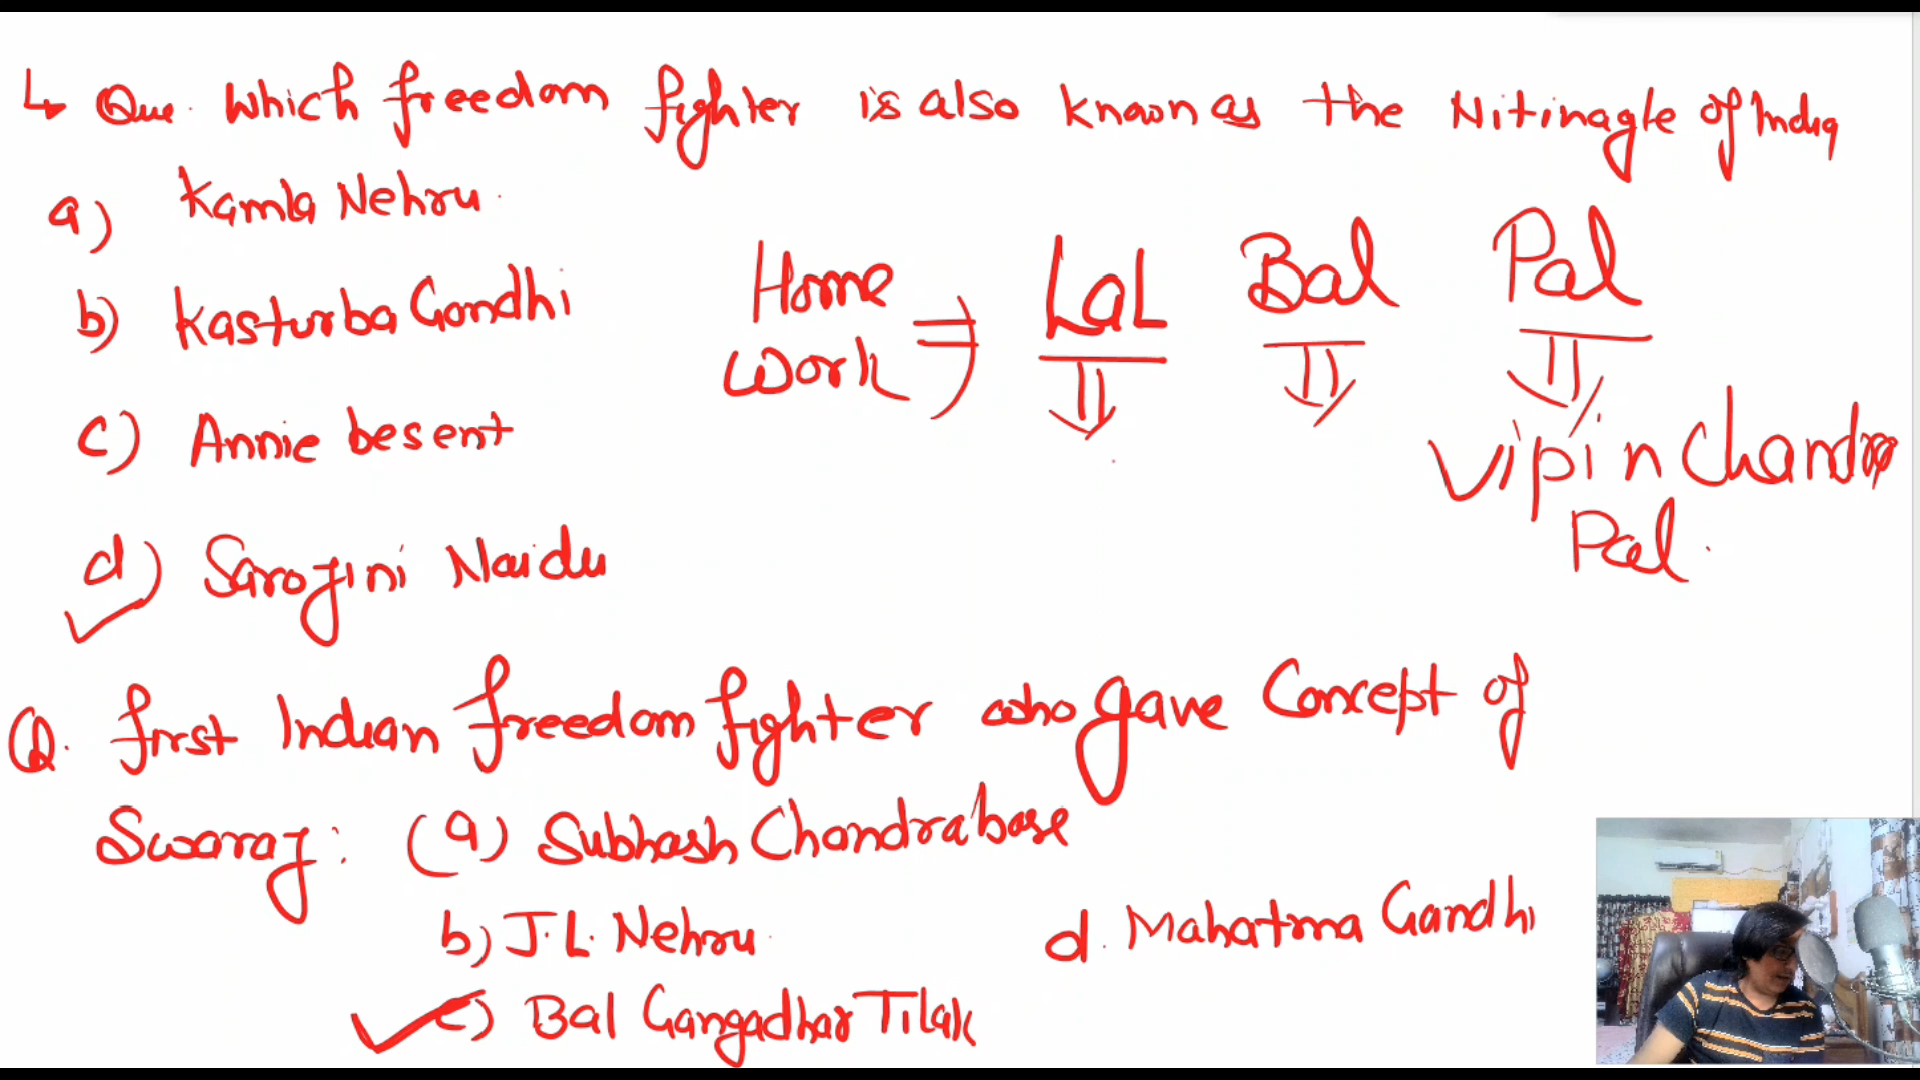 Que. Which freedom fighter is also known as the Nitinagle of India
a) Kamla Nehru
b) Kasturba Gandhi
c) Annie besent
d) Sarojini Naidu
Home Work ⇒ Lal Bal Pal
Vipin Chandra
Pal.
Q. first Indian freedom fighter who gave Concept of
Swaraj: (a) Subhash Chandrabose
b) J.L. Nehru
d. Mahatma Gandhi
c) Bal Gangadhar Tilak